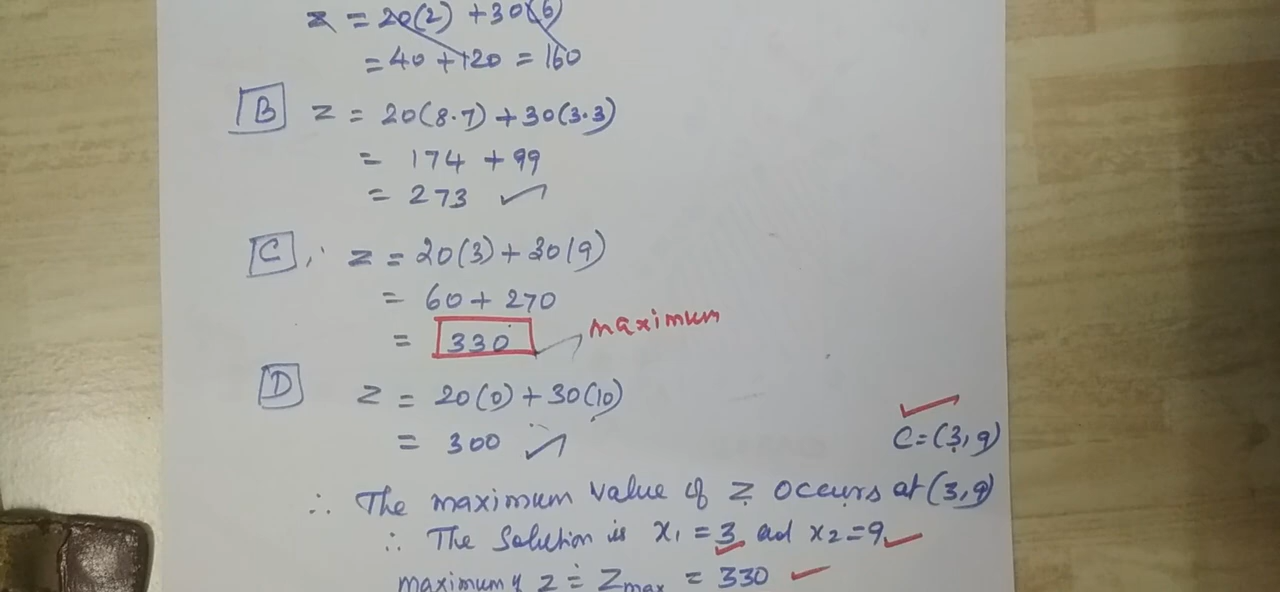 z = 20(2) + 30(6)
= 40 + 120 = 160
B z = 20(8.7) + 30(3.3)
= 174 + 99
= 273 ✓
C ; z = 20(3) + 30(9)
= 60 + 270
= 330 maximum
D z = 20(0) + 30(10)
= 300 ✓
C = (3, 9)
∴ The maximum value of Z occurs at (3, 9)
∴ The Solution is x₁ = 3 ad x₂ = 9
maximum of Z = Zmax = 330